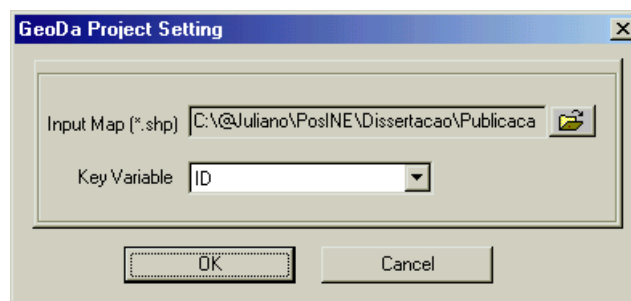 GeoDa Project Setting
Input Map (*.shp) C:\@Juliano\PosINE\Dissertacao\Publicaca
Key Variable ID
OK Cancel